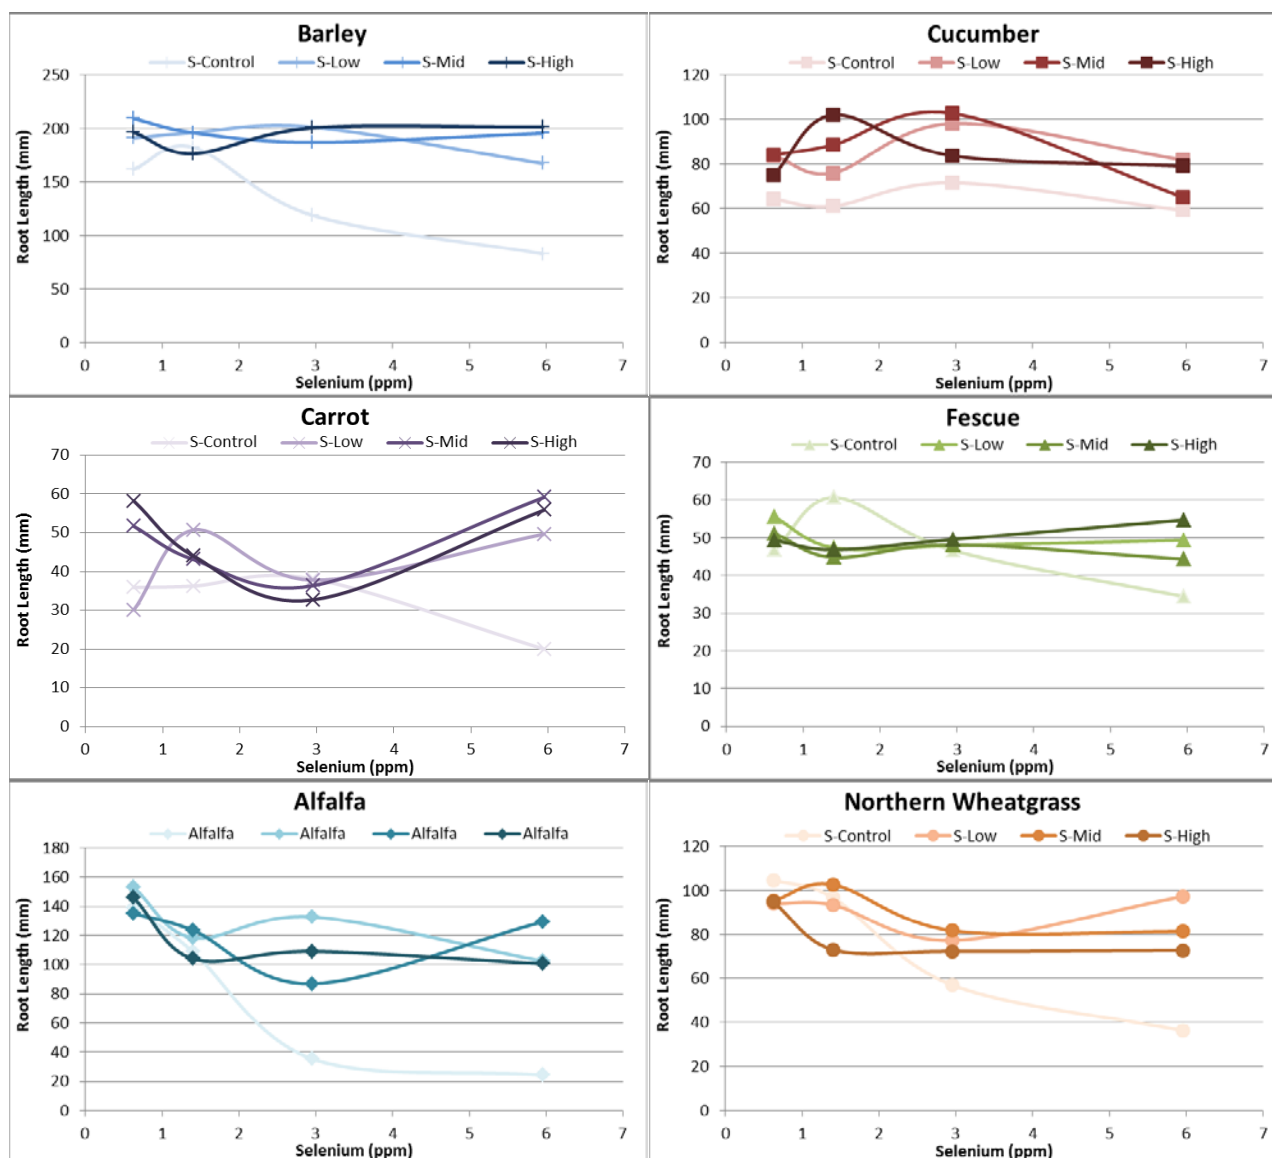 Barley
S-Control S-Low S-Mid S-High
Root Length (mm)
250
200
150
100
50
0
0 1 2 3 4 5 6 7
Selenium (ppm)
Cucumber
S-Control S-Low S-Mid S-High
Root Length (mm)
120
100
80
60
40
20
0
0 1 2 3 4 5 6 7
Selenium (ppm)
Carrot
S-Control S-Low S-Mid S-High
Root Length (mm)
70
60
50
40
30
20
10
0
0 1 2 3 4 5 6 7
Selenium (ppm)
Fescue
S-Control S-Low S-Mid S-High
Root Length (mm)
70
60
50
40
30
20
10
0
0 1 2 3 4 5 6 7
Selenium (ppm)
Alfalfa
Alfalfa Alfalfa Alfalfa Alfalfa
Root Length (mm)
180
160
140
120
100
80
60
40
20
0
0 1 2 3 4 5 6 7
Selenium (ppm)
Northern Wheatgrass
S-Control S-Low S-Mid S-High
Root Length (mm)
120
100
80
60
40
20
0
0 1 2 3 4 5 6 7
Selenium (ppm)